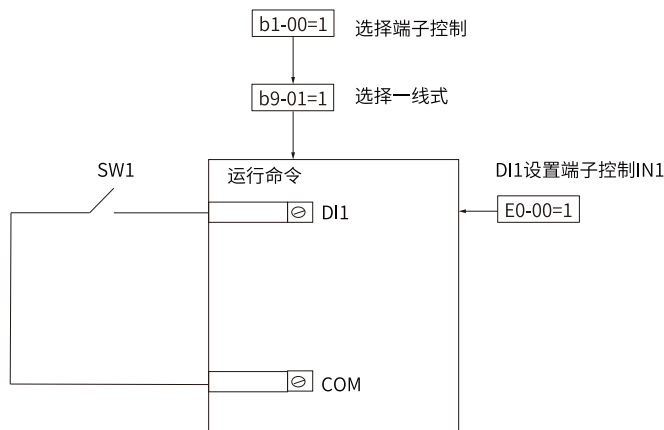 b1-00=1 选择端子控制
b9-01=1 选择一线式
SW1
运行命令
DI1设置端子控制IN1
DI1
E0-00=1
COM